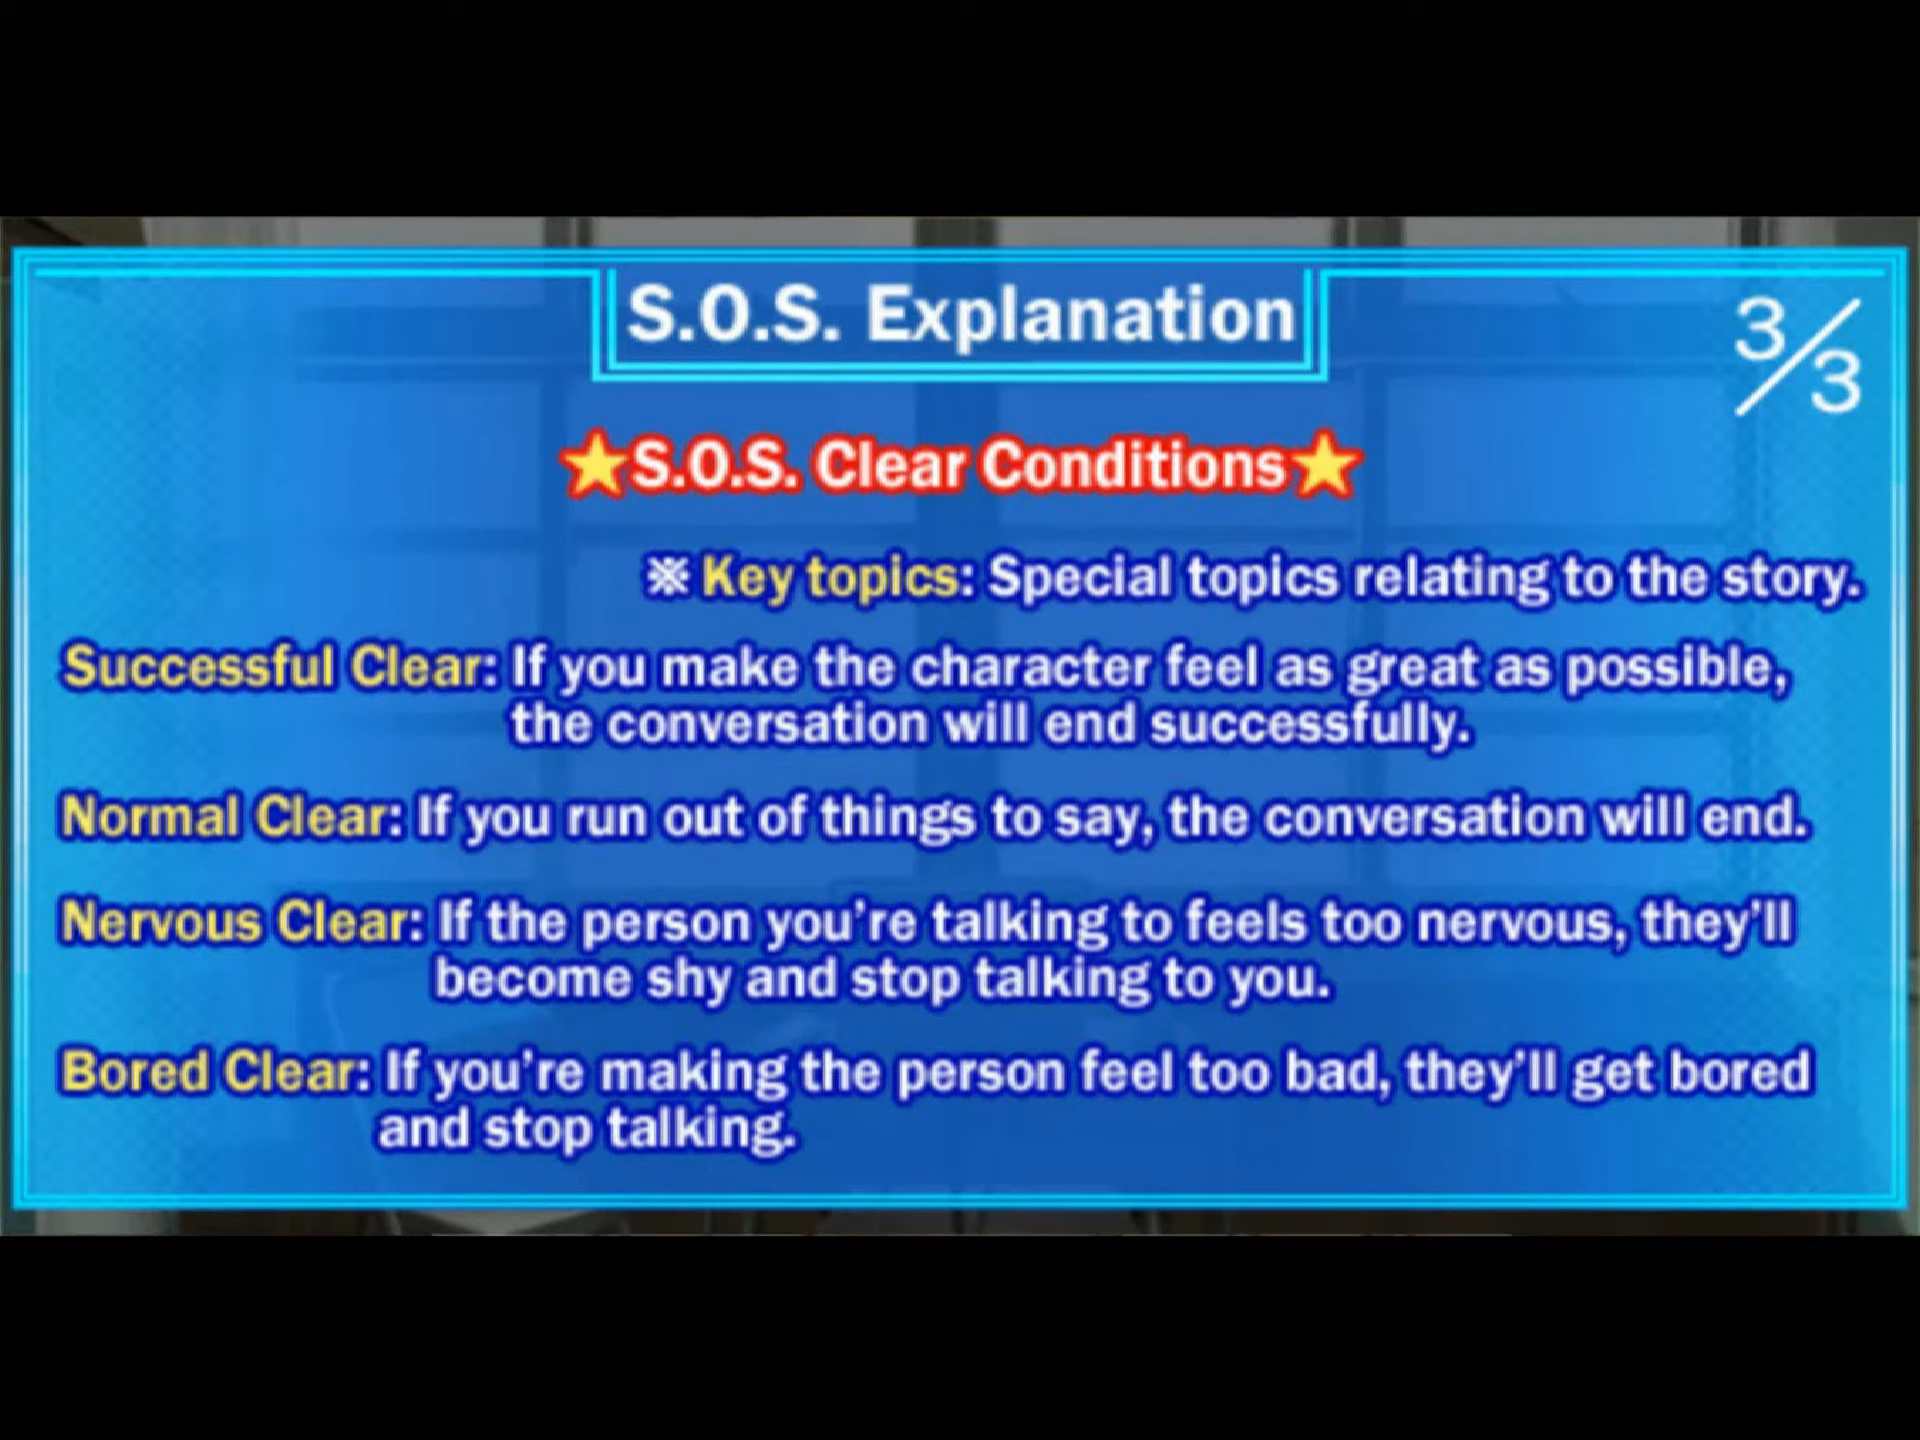 S.O.S. Explanation
3/3
★S.O.S. Clear Conditions★
※ Key topics: Special topics relating to the story.
Successful Clear: If you make the character feel as great as possible,
the conversation will end successfully.
Normal Clear: If you run out of things to say, the conversation will end.
Nervous Clear: If the person you're talking to feels too nervous, they'll
become shy and stop talking to you.
Bored Clear: If you're making the person feel too bad, they'll get bored
and stop talking.